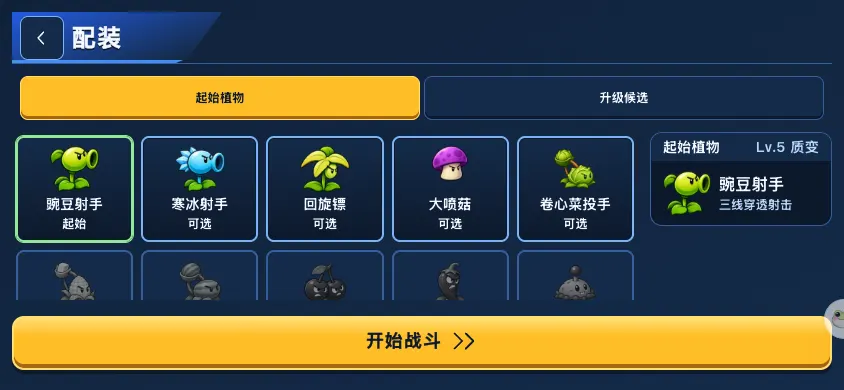 配装
起始植物
升级候选
豌豆射手
起始
寒冰射手
可选
回旋镖
可选
大喷菇
可选
卷心菜投手
可选
起始植物
Lv.5 质变
豌豆射手
三线穿透射击
开始战斗